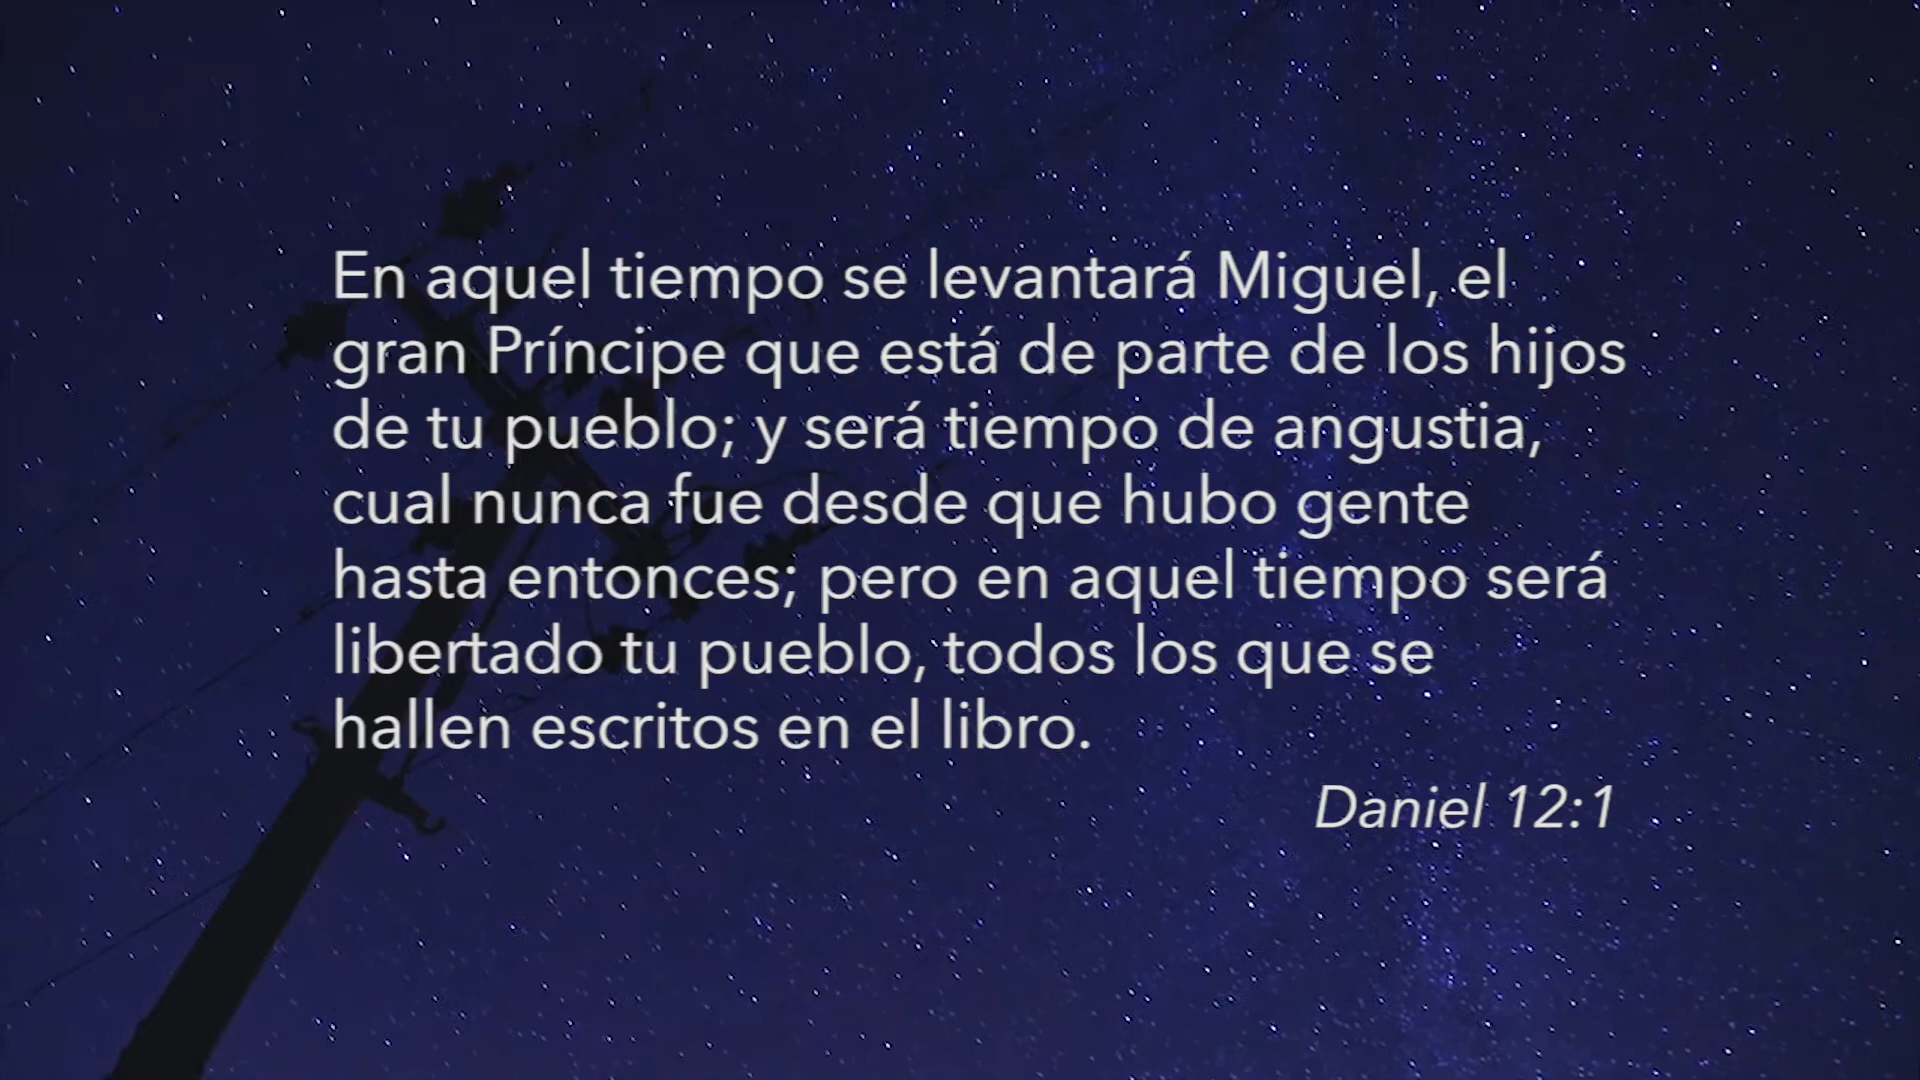 En aquel tiempo se levantará Miguel, el
gran Príncipe que está de parte de los hijos
de tu pueblo; y será tiempo de angustia,
cual nunca fue desde que hubo gente
hasta entonces; pero en aquel tiempo será
libertado tu pueblo, todos los que se
hallen escritos en el libro.
Daniel 12:1